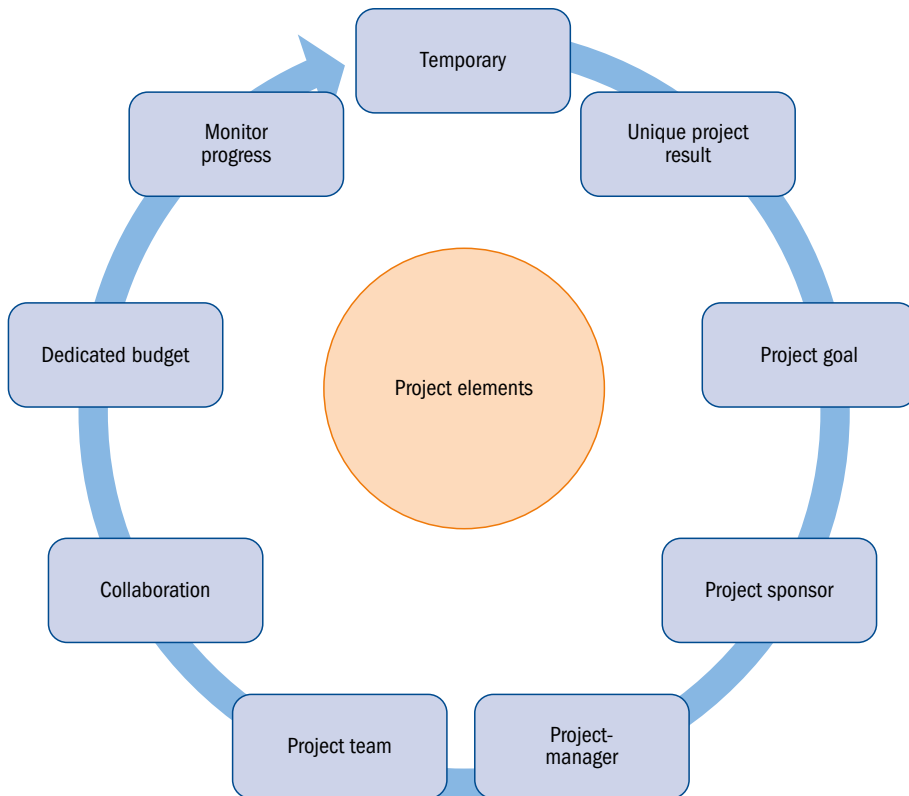 Temporary
Unique project
result
Project goal
Project sponsor
Project-
manager
Project team
Collaboration
Dedicated budget
Monitor
progress
Project elements